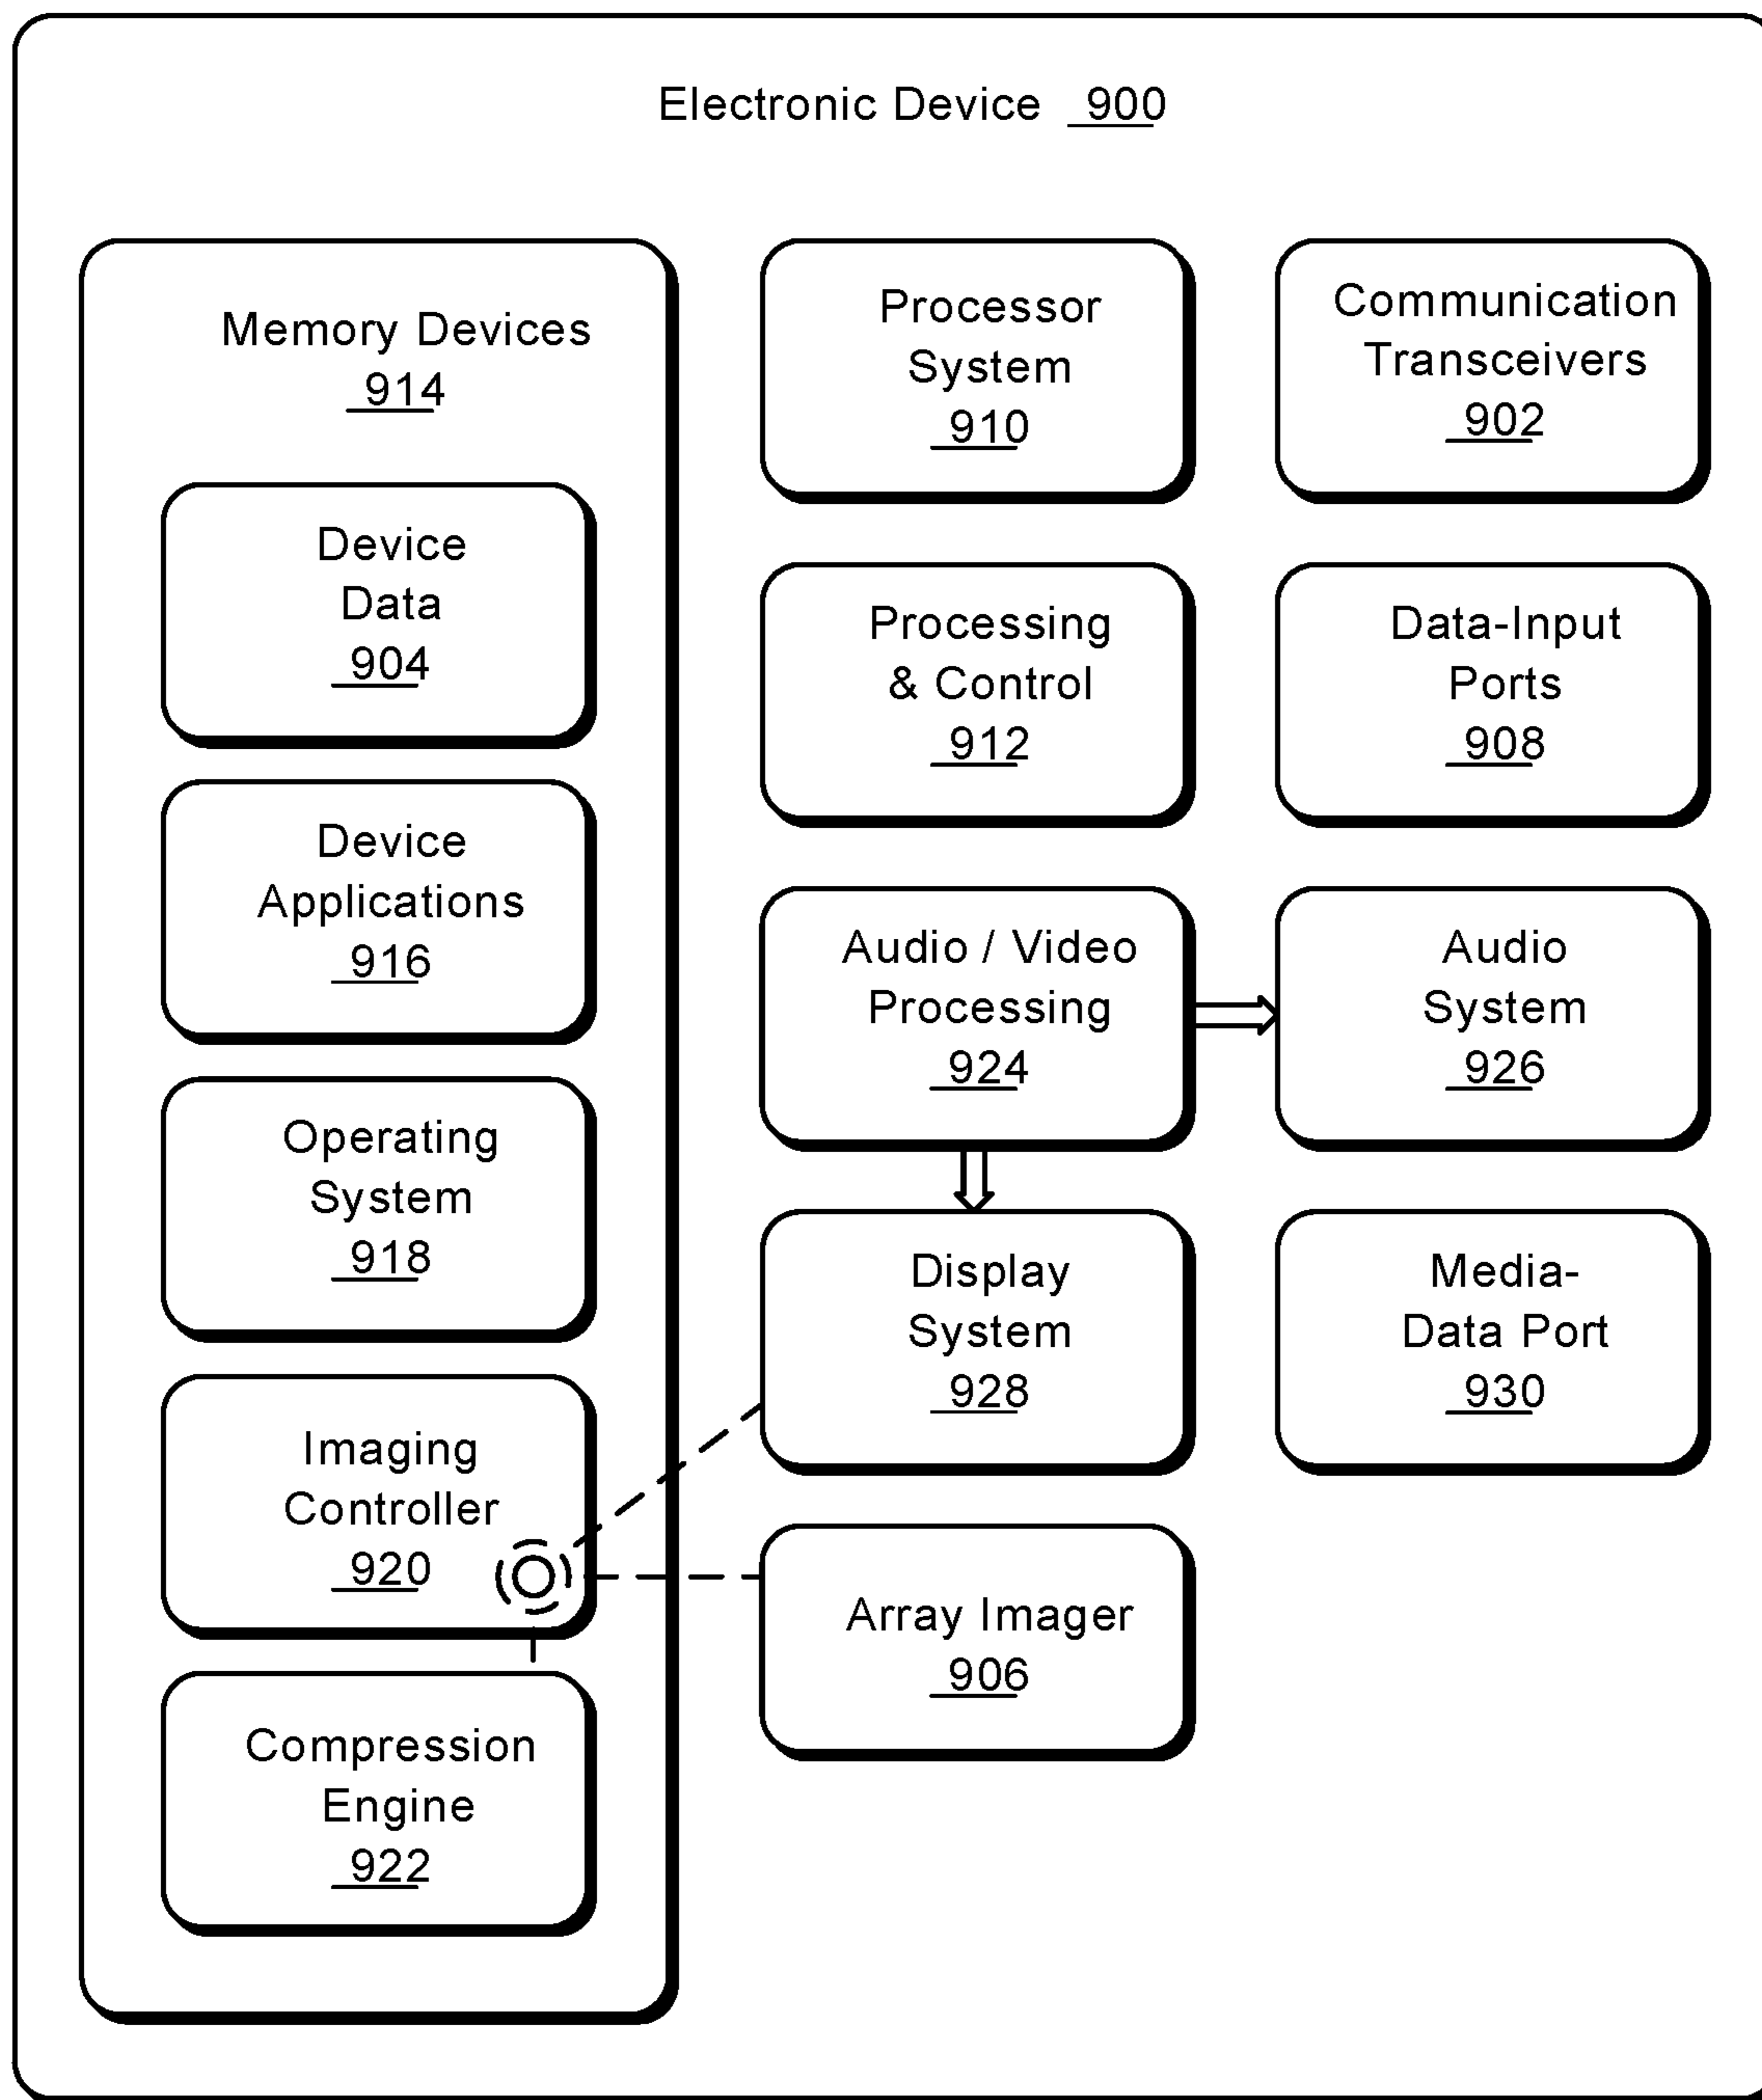 Electronic Device 900
Memory Devices
914
Device
Data
904
Device
Applications
916
Operating
System
918
Imaging
Controller
920
Compression
Engine
922
Processor
System
910
Communication
Transceivers
902
Processing
& Control
912
Data-Input
Ports
908
Audio / Video
Processing
924
Audio
System
926
Display
System
928
Media-
Data Port
930
Array Imager
906